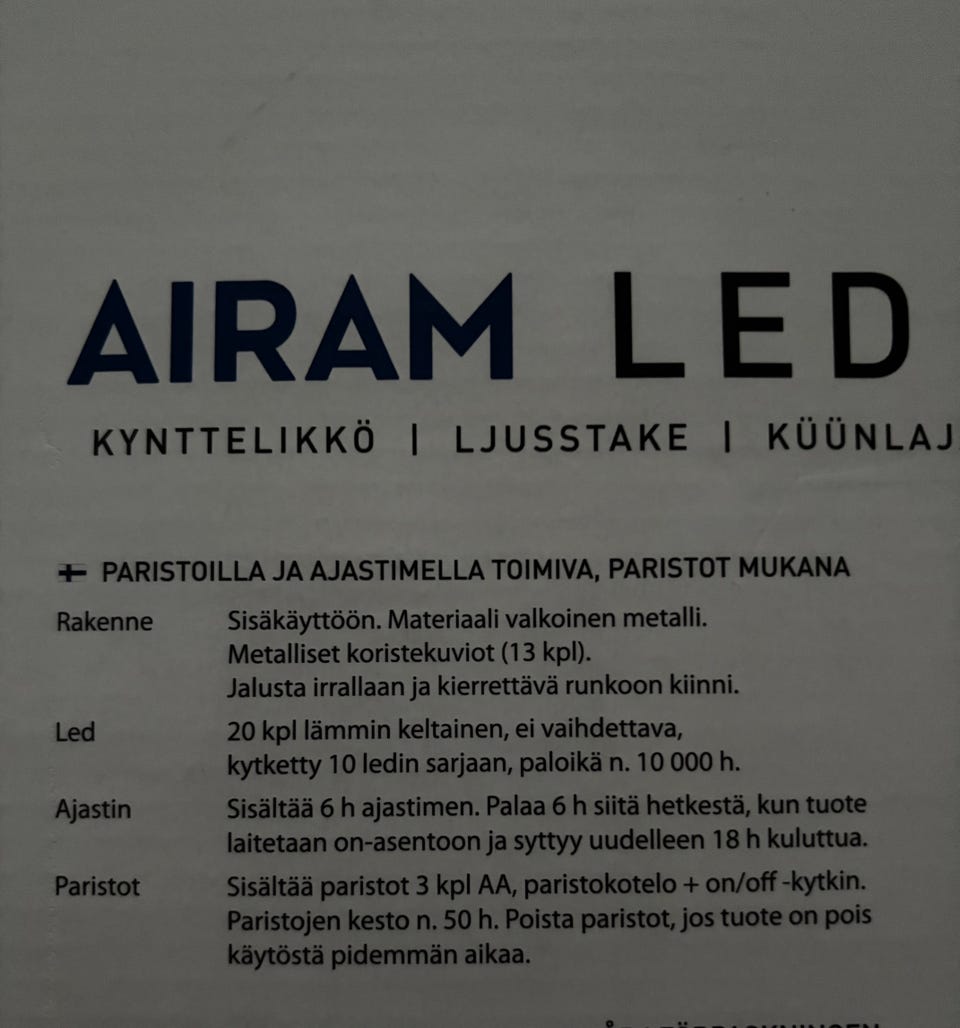 AIRAM LED
KYNTTELIKKÖ | LJUSSTAKE |
PARISTOILLA JA AJASTIMELLA TOIMIVA, PARISTOT MUKANA
Rakenne Sisäkäyttöön. Materiaali valkoinen metalli.
Metalliset koristekuviot (13 kpl).
Jalusta irrallaan ja kierrettävä runkoon kiinni.
Led 20 kpl lämmin keltainen, ei vaihdettava,
kytketty 10 ledin sarjaan, paloikä n. 10 000 h.
Ajastin Sisältää 6 h ajastimen. Palaa 6 h siitä hetkestä, kun tuote
laitetaan on-asentoon ja syttyy uudelleen 18 h kuluttua.
Paristot Sisältää paristot 3 kpl AA, paristokotelo + on/off -kytkin.
Paristojen kesto n. 50 h. Poista paristot, jos tuote on pois
käytöstä pidemmän aikaa.